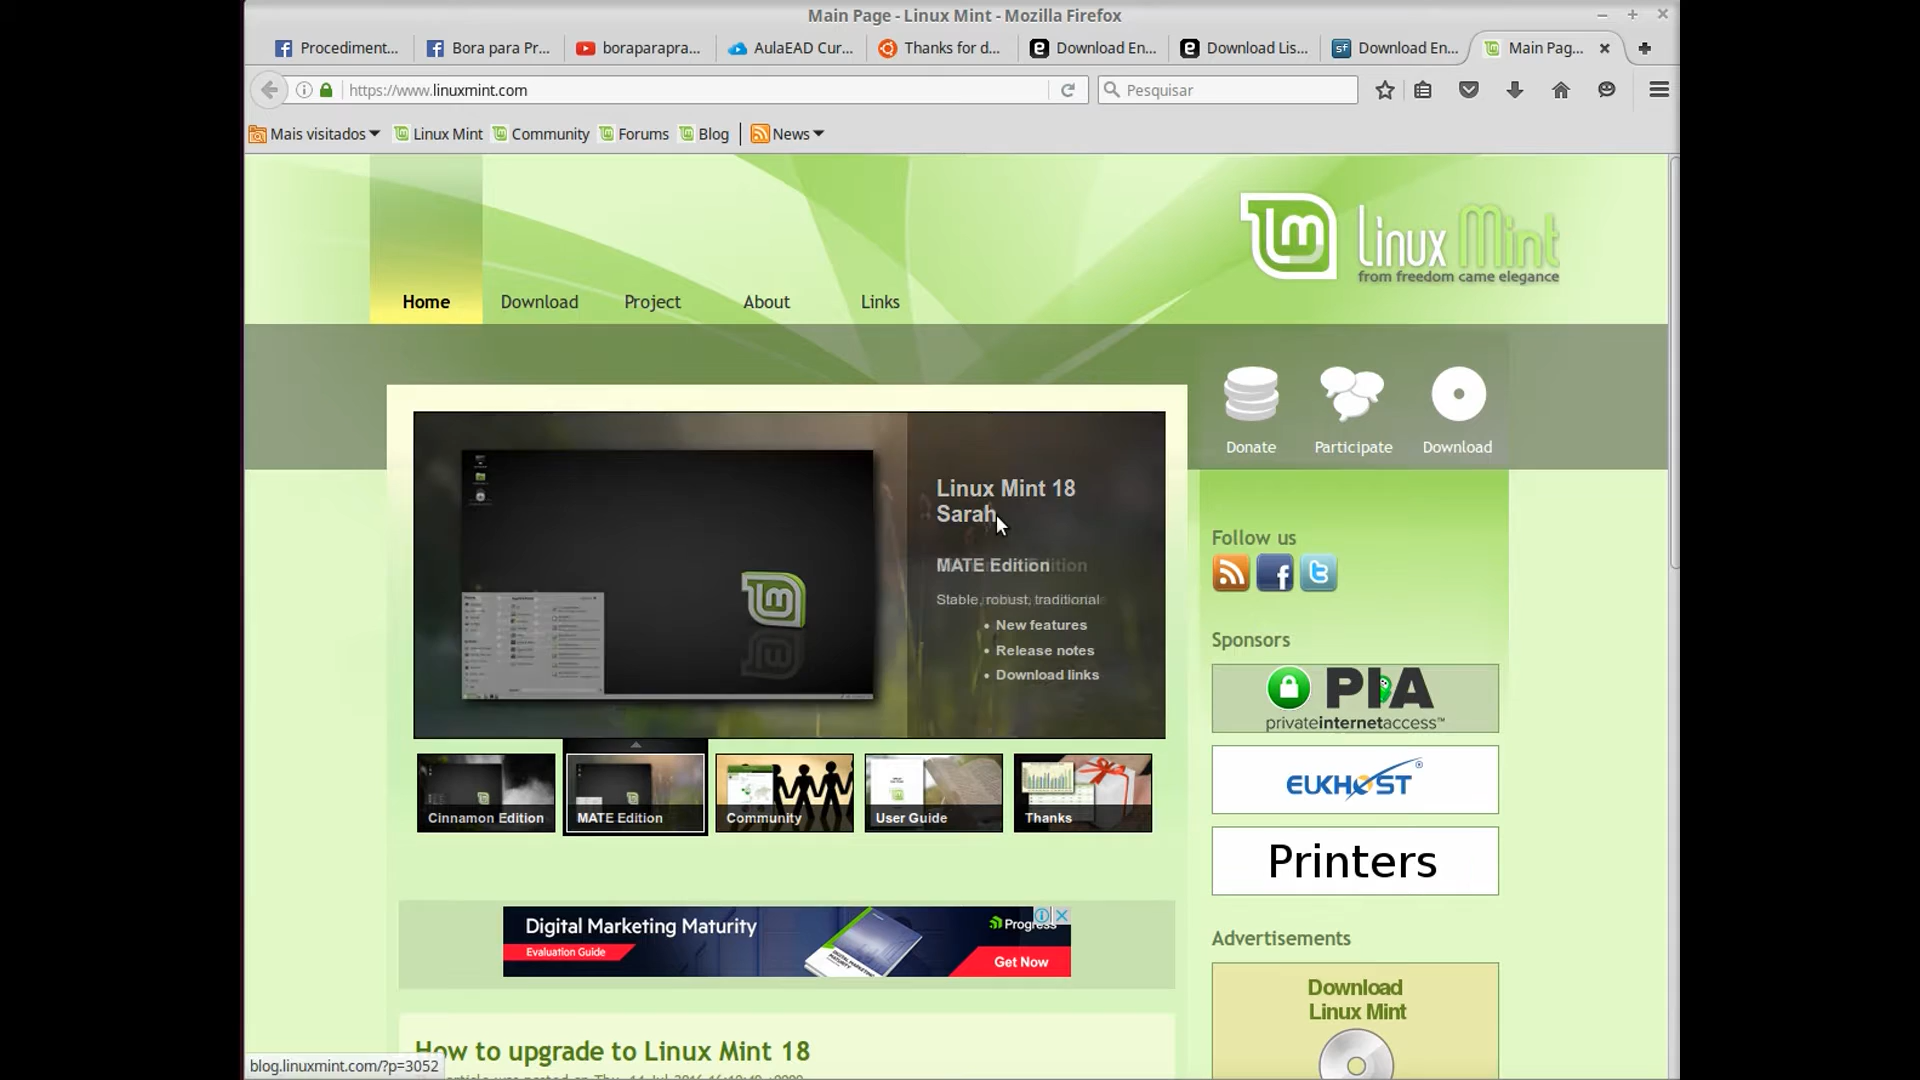 Main Page - Linux Mint - Mozilla Firefox
Procediment...
Bora para Pr...
boraparapra...
AulaEAD Cur...
Thanks for d...
Download En...
Download Lis...
Download En...
Main Pag...
https://www.linuxmint.com
Pesquisar
Mais visitados
Linux Mint
Community
Forums
Blog
News
Linux Mint
from freedom came elegance
Home
Download
Project
About
Links
Donate
Participate
Download
Linux Mint 18
Sarah
MATE Edition
Stable, robust, traditional
• New features
• Release notes
• Download links
Cinnamon Edition
MATE Edition
Community
User Guide
Thanks
Follow us
Sponsors
PIA
privateinternetaccess™
EUKHOST®
Printers
Digital Marketing Maturity
Evaluation Guide
Progress
Get Now
Advertisements
Download
Linux Mint
How to upgrade to Linux Mint 18
blog.linuxmint.com/?p=3052